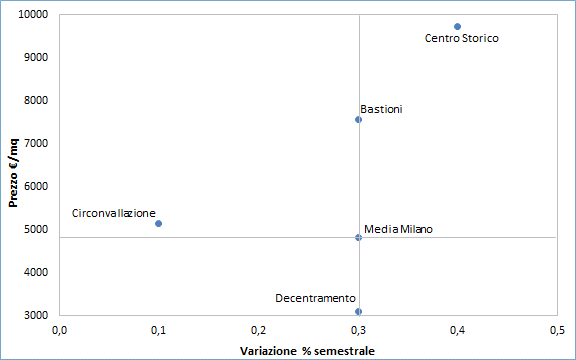 10000
9000
8000
7000
6000
5000
4000
3000
Prezzo €/mq
Centro Storico
Bastioni
Circonvallazione
Media Milano
Decentramento
0,0 0,1 0,2 0,3 0,4 0,5
Variazione % semestrale